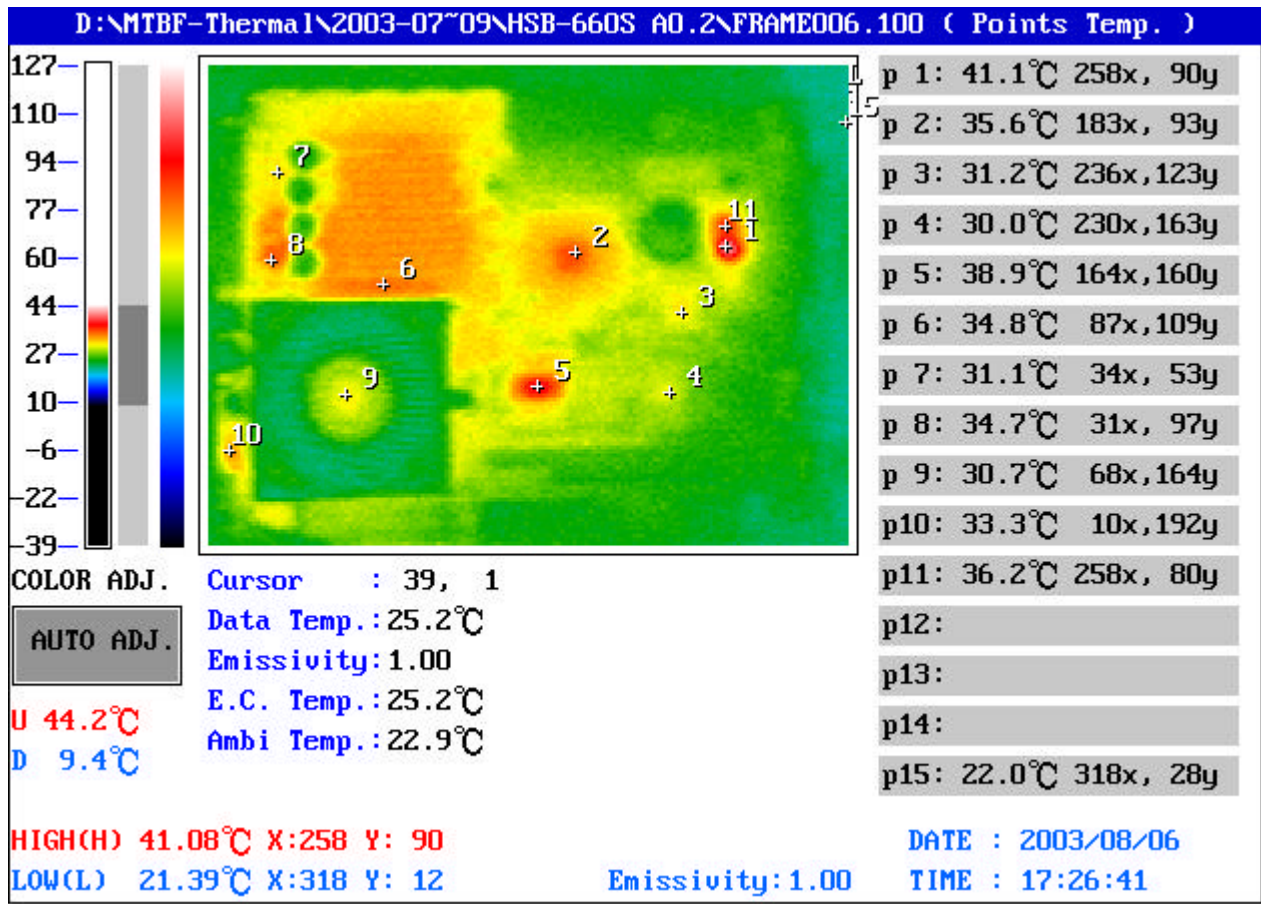 D:\MTBF-Thermal\2003-07~09\HSB-660S A0.2\FRAME006.100 ( Points Temp. )
127
110
94
77
60
44
27
10
-6
-22
-39
L
15
7
11
1
2
8
6
3
5
4
9
10
p 1: 41.1℃ 258x, 90y
p 2: 35.6℃ 183x, 93y
p 3: 31.2℃ 236x,123y
p 4: 30.0℃ 230x,163y
p 5: 38.9℃ 164x,160y
p 6: 34.8℃ 87x,109y
p 7: 31.1℃ 34x, 53y
p 8: 34.7℃ 31x, 97y
p 9: 30.7℃ 68x,164y
p10: 33.3℃ 10x,192y
p11: 36.2℃ 258x, 80y
p12:
p13:
p14:
p15: 22.0℃ 318x, 28y
COLOR ADJ.
AUTO ADJ.
U 44.2℃
D 9.4℃
Cursor : 39, 1
Data Temp.:25.2℃
Emissivity:1.00
E.C. Temp.:25.2℃
Ambi Temp.:22.9℃
HIGH(H) 41.08℃ X:258 Y: 90
LOW(L) 21.39℃ X:318 Y: 12
Emissivity:1.00
DATE : 2003/08/06
TIME : 17:26:41